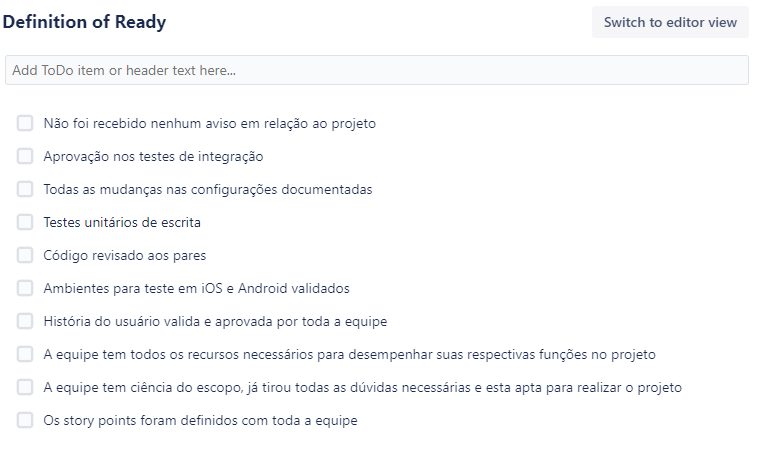 Definition of Ready
Switch to editor view
Add ToDo item or header text here...
Não foi recebido nenhum aviso em relação ao projeto
Aprovação nos testes de integração
Todas as mudanças nas configurações documentadas
Testes unitários de escrita
Código revisado aos pares
Ambientes para teste em iOS e Android validados
História do usuário valida e aprovada por toda a equipe
A equipe tem todos os recursos necessários para desempenhar suas respectivas funções no projeto
A equipe tem ciência do escopo, já tirou todas as dúvidas necessárias e esta apta para realizar o projeto
Os story points foram definidos com toda a equipe